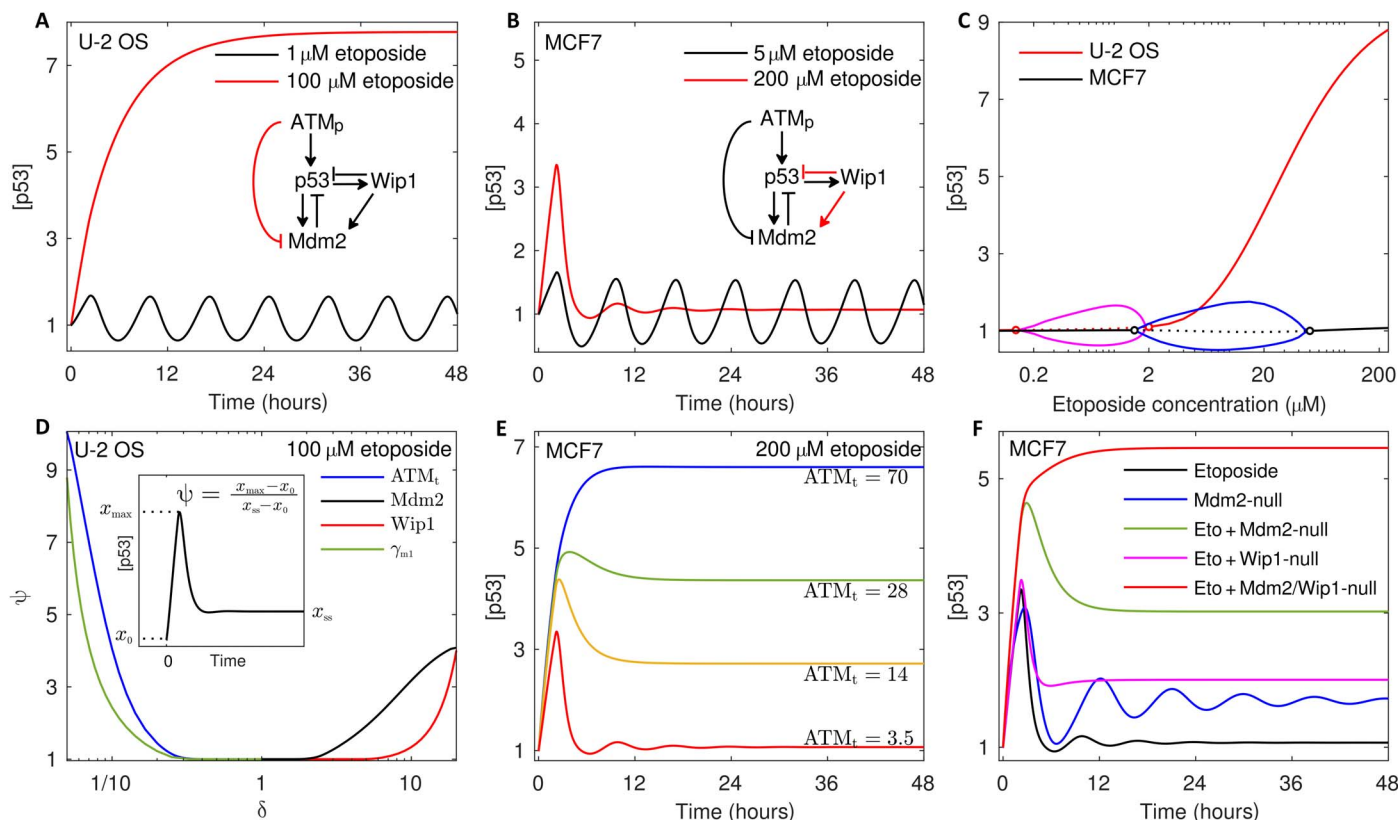 A
U-2 OS
1 μM etoposide
100 μM etoposide
ATMp
p53
Wip1
Mdm2
[p53]
7
5
3
1
0
12
24
36
48
Time (hours)
B
MCF7
5 μM etoposide
200 μM etoposide
ATMp
p53
Wip1
Mdm2
[p53]
5
4
3
2
1
0
12
24
36
48
Time (hours)
C
U-2 OS
MCF7
[p53]
9
7
5
3
1
0.2
2
20
200
Etoposide concentration (μM)
D
U-2 OS
100 μM etoposide
ATMt
Mdm2
Wip1
γm1
ψ = (xmax−x0)/(xss−x0)
xmax
[p53]
x0
xss
0
Time
ψ
9
7
5
3
1
1/10
1
10
δ
E
MCF7
200 μM etoposide
ATMt = 70
ATMt = 28
ATMt = 14
ATMt = 3.5
[p53]
7
5
3
1
0
12
24
36
48
Time (hours)
F
MCF7
Etoposide
Mdm2-null
Eto + Mdm2-null
Eto + Wip1-null
Eto + Mdm2/Wip1-null
[p53]
5
3
1
0
12
24
36
48
Time (hours)